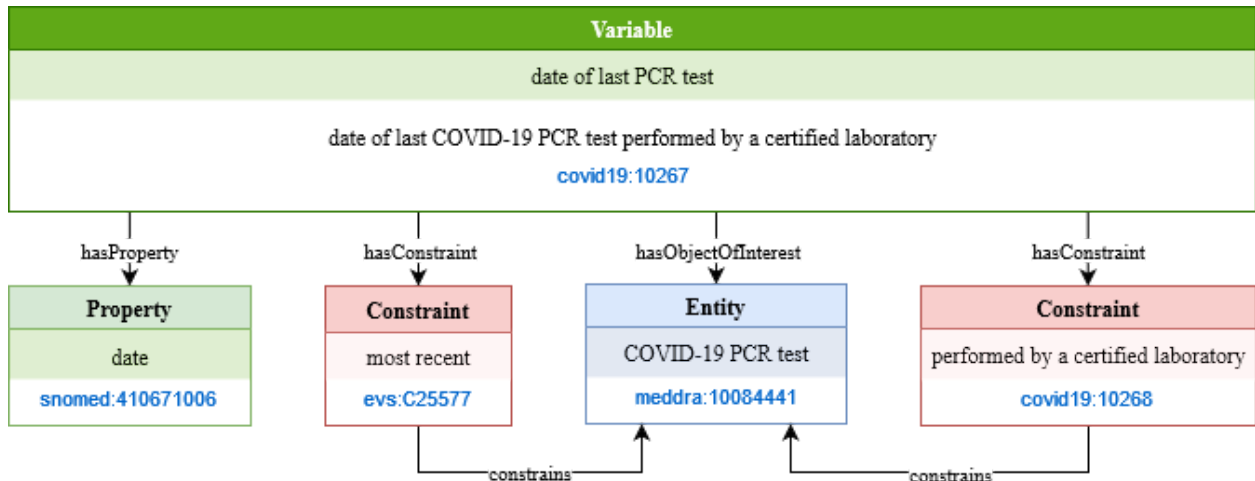 Variable
date of last PCR test
date of last COVID-19 PCR test performed by a certified laboratory
covid19:10267
hasProperty
hasConstraint
hasObjectOfInterest
hasConstraint
Property
date
snomed:410671006
Constraint
most recent
evs:C25577
Entity
COVID-19 PCR test
meddra:10084441
Constraint
performed by a certified laboratory
covid19:10268
constrains
constrains